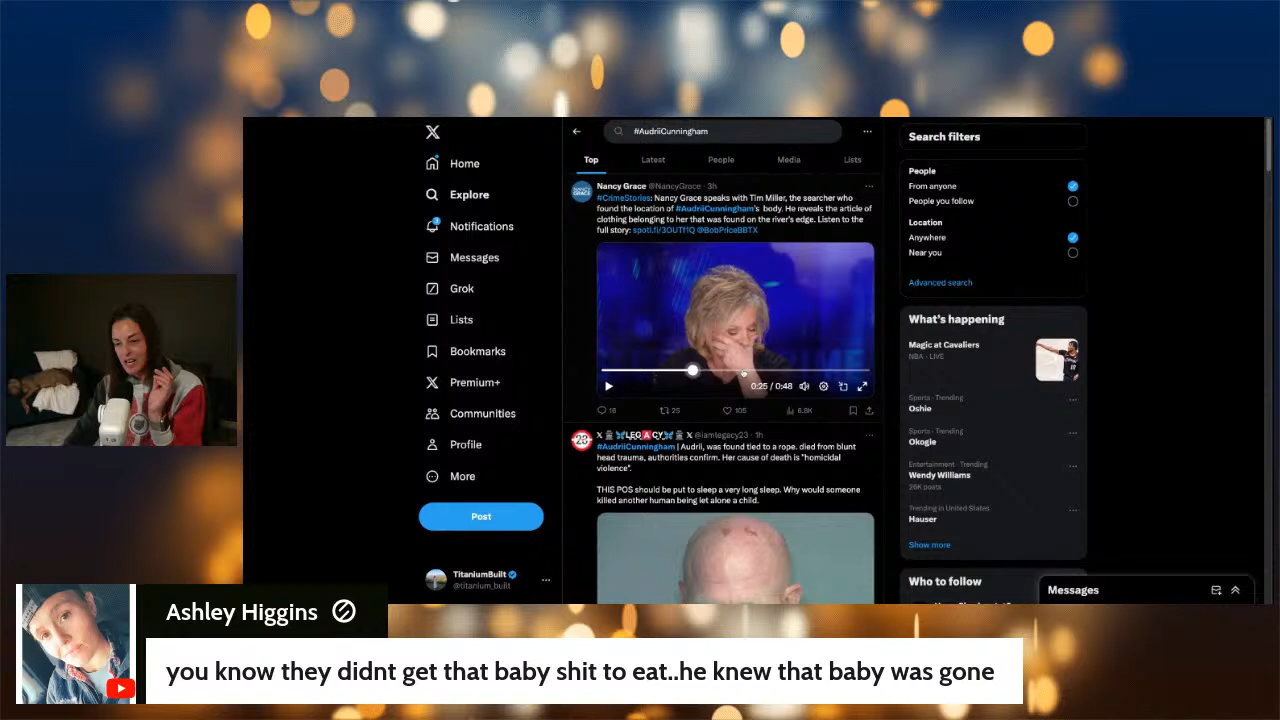 #AudriiCunningham
Home
Explore
Notifications
Messages
Grok
Lists
Bookmarks
Premium+
Communities
Profile
More
Post
TitaniumBuilt
@titanium_built
Top Latest People Media Lists
Nancy Grace @NancyGrace · 3h
#CrimeStories: Nancy Grace speaks with Tim Miller, the searcher who
found the location of #AudriiCunningham's body. He reveals the article of
clothing belonging to her that was found on the river's edge. Listen to the
full story: @BobPriceBBTX
NANCY
GRACE
0:25 / 0:48
16 25 105 6.8K
23
X LEGACY X @iamlegacy23 · 1h
#AudriiCunningham | Audrii, was found tied to a rope, died from blunt
head trauma, authorities confirm. Her cause of death is "homicidal
violence".
THIS POS should be put to sleep a very long sleep. Why would someone
killed another human being let alone a child.
Search filters
People
From anyone
People you follow
Location
Anywhere
Near you
Advanced search
What's happening
Magic at Cavaliers
NBA · LIVE
Sports · Trending
Oshie
Sports · Trending
Okogie
Entertainment · Trending
Wendy Williams
26K posts
Trending in United States
Hauser
Show more
Who to follow
Messages
Ashley Higgins
you know they didnt get that baby shit to eat..he knew that baby was gone